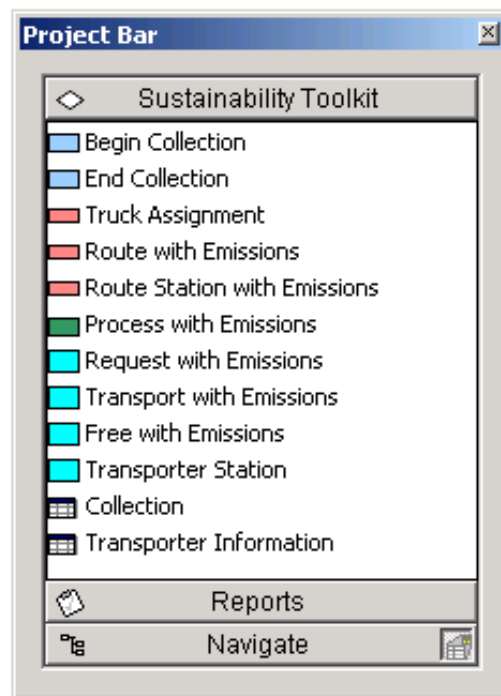 Project Bar
Sustainability Toolkit
Begin Collection
End Collection
Truck Assignment
Route with Emissions
Route Station with Emissions
Process with Emissions
Request with Emissions
Transport with Emissions
Free with Emissions
Transporter Station
Collection
Transporter Information
Reports
Navigate